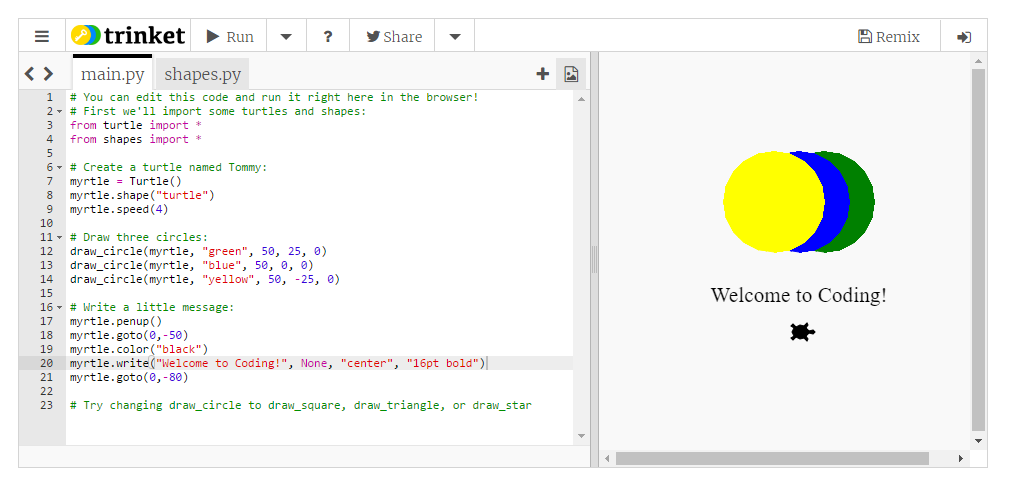 trinket Run ? Share Remix
main.py shapes.py
1 # You can edit this code and run it right here in the browser!
2 # First we'll import some turtles and shapes:
3 from turtle import *
4 from shapes import *
5
6 # Create a turtle named Tommy:
7 myrtle = Turtle()
8 myrtle.shape("turtle")
9 myrtle.speed(4)
10
11 # Draw three circles:
12 draw_circle(myrtle, "green", 50, 25, 0)
13 draw_circle(myrtle, "blue", 50, 0, 0)
14 draw_circle(myrtle, "yellow", 50, -25, 0)
15
16 # Write a little message:
17 myrtle.penup()
18 myrtle.goto(0,-50)
19 myrtle.color("black")
20 myrtle.write("Welcome to Coding!", None, "center", "16pt bold")
21 myrtle.goto(0,-80)
22
23 # Try changing draw_circle to draw_square, draw_triangle, or draw_star
Welcome to Coding!